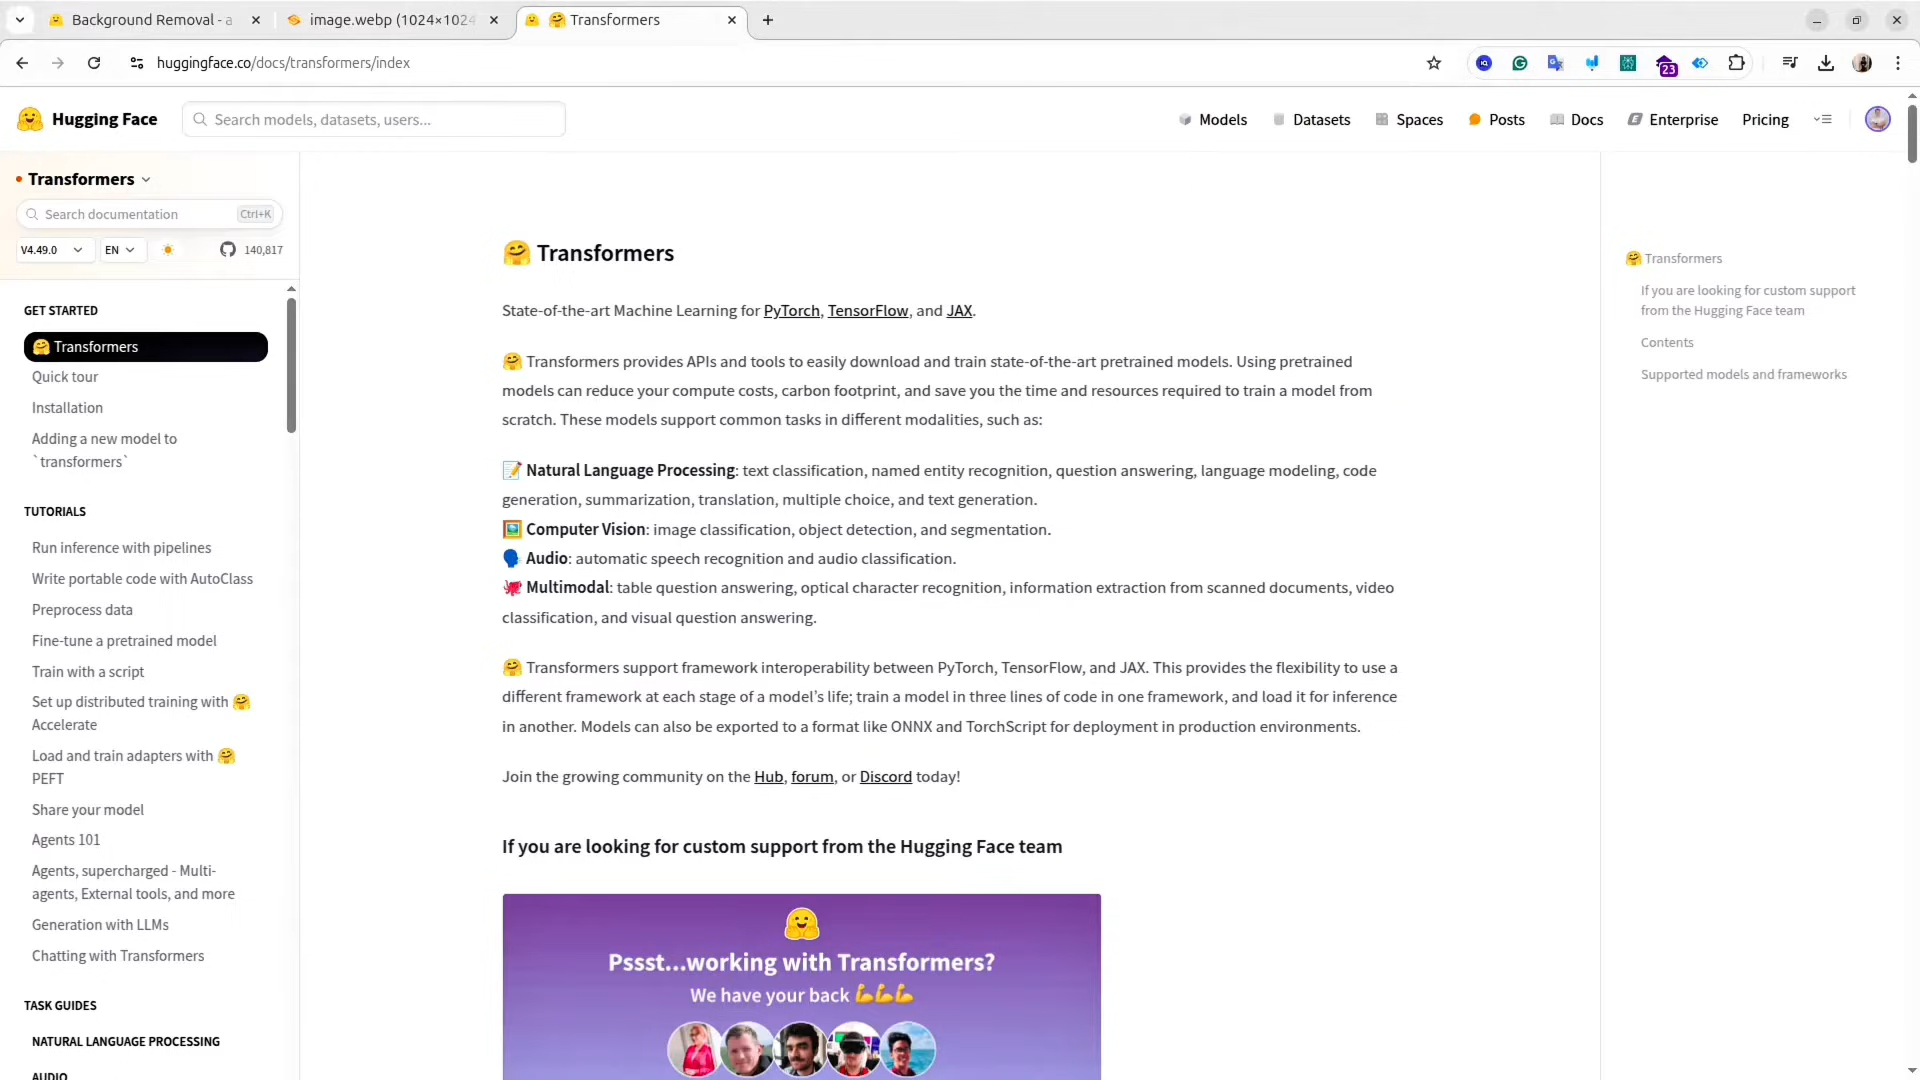 Background Removal - a
image.webp (1024×1024
🤗 Transformers
huggingface.co/docs/transformers/index
23
Hugging Face
Search models, datasets, users...
Models
Datasets
Spaces
Posts
Docs
Enterprise
Pricing
Transformers
Search documentation
Ctrl+K
V4.49.0
EN
140,817
GET STARTED
🤗 Transformers
Quick tour
Installation
Adding a new model to
`transformers`
TUTORIALS
Run inference with pipelines
Write portable code with AutoClass
Preprocess data
Fine-tune a pretrained model
Train with a script
Set up distributed training with 🤗
Accelerate
Load and train adapters with 🤗
PEFT
Share your model
Agents 101
Agents, supercharged - Multi-
agents, External tools, and more
Generation with LLMs
Chatting with Transformers
TASK GUIDES
NATURAL LANGUAGE PROCESSING
AUDIO
🤗 Transformers
State-of-the-art Machine Learning for PyTorch, TensorFlow, and JAX.
🤗 Transformers provides APIs and tools to easily download and train state-of-the-art pretrained models. Using pretrained
models can reduce your compute costs, carbon footprint, and save you the time and resources required to train a model from
scratch. These models support common tasks in different modalities, such as:
📝 Natural Language Processing: text classification, named entity recognition, question answering, language modeling, code
generation, summarization, translation, multiple choice, and text generation.
🖼️ Computer Vision: image classification, object detection, and segmentation.
🗣️ Audio: automatic speech recognition and audio classification.
🐙 Multimodal: table question answering, optical character recognition, information extraction from scanned documents, video
classification, and visual question answering.
🤗 Transformers support framework interoperability between PyTorch, TensorFlow, and JAX. This provides the flexibility to use a
different framework at each stage of a model’s life; train a model in three lines of code in one framework, and load it for inference
in another. Models can also be exported to a format like ONNX and TorchScript for deployment in production environments.
Join the growing community on the Hub, forum, or Discord today!
If you are looking for custom support from the Hugging Face team
Pssst...working with Transformers?
We have your back 💪💪💪
🤗 Transformers
If you are looking for custom support
from the Hugging Face team
Contents
Supported models and frameworks